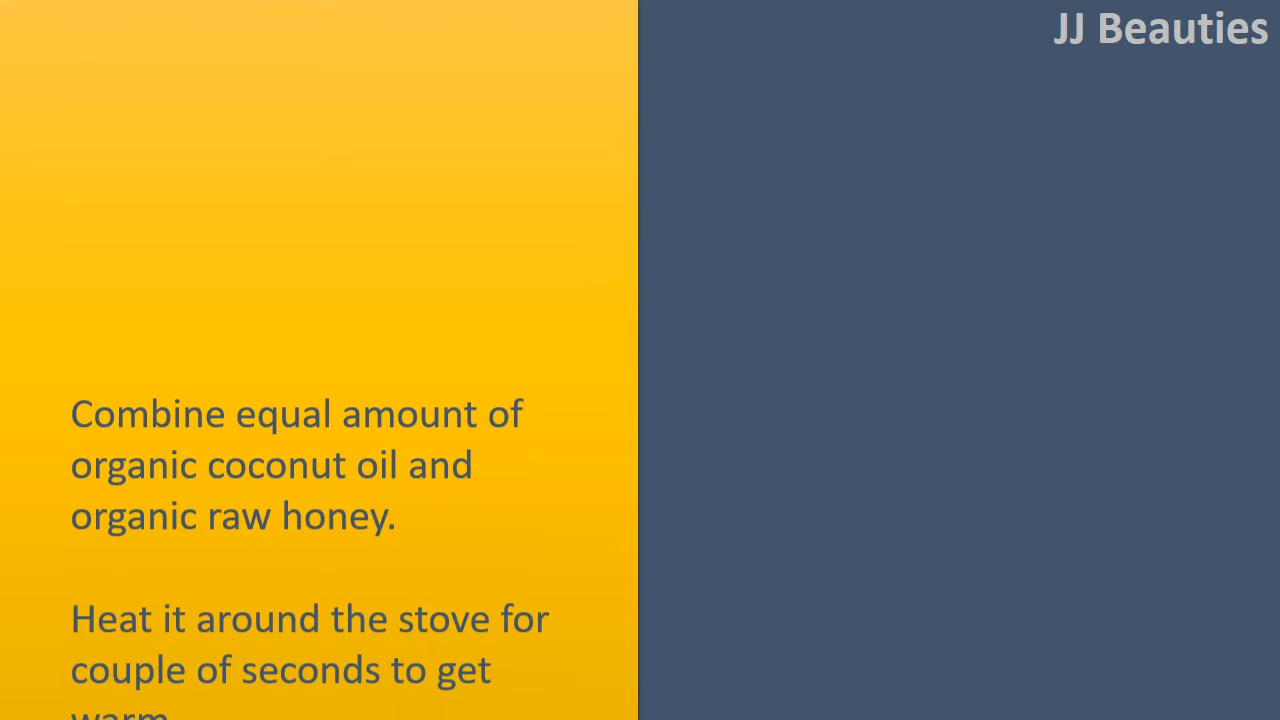 JJ Beauties
Combine equal amount of
organic coconut oil and
organic raw honey.
Heat it around the stove for
couple of seconds to get
warm